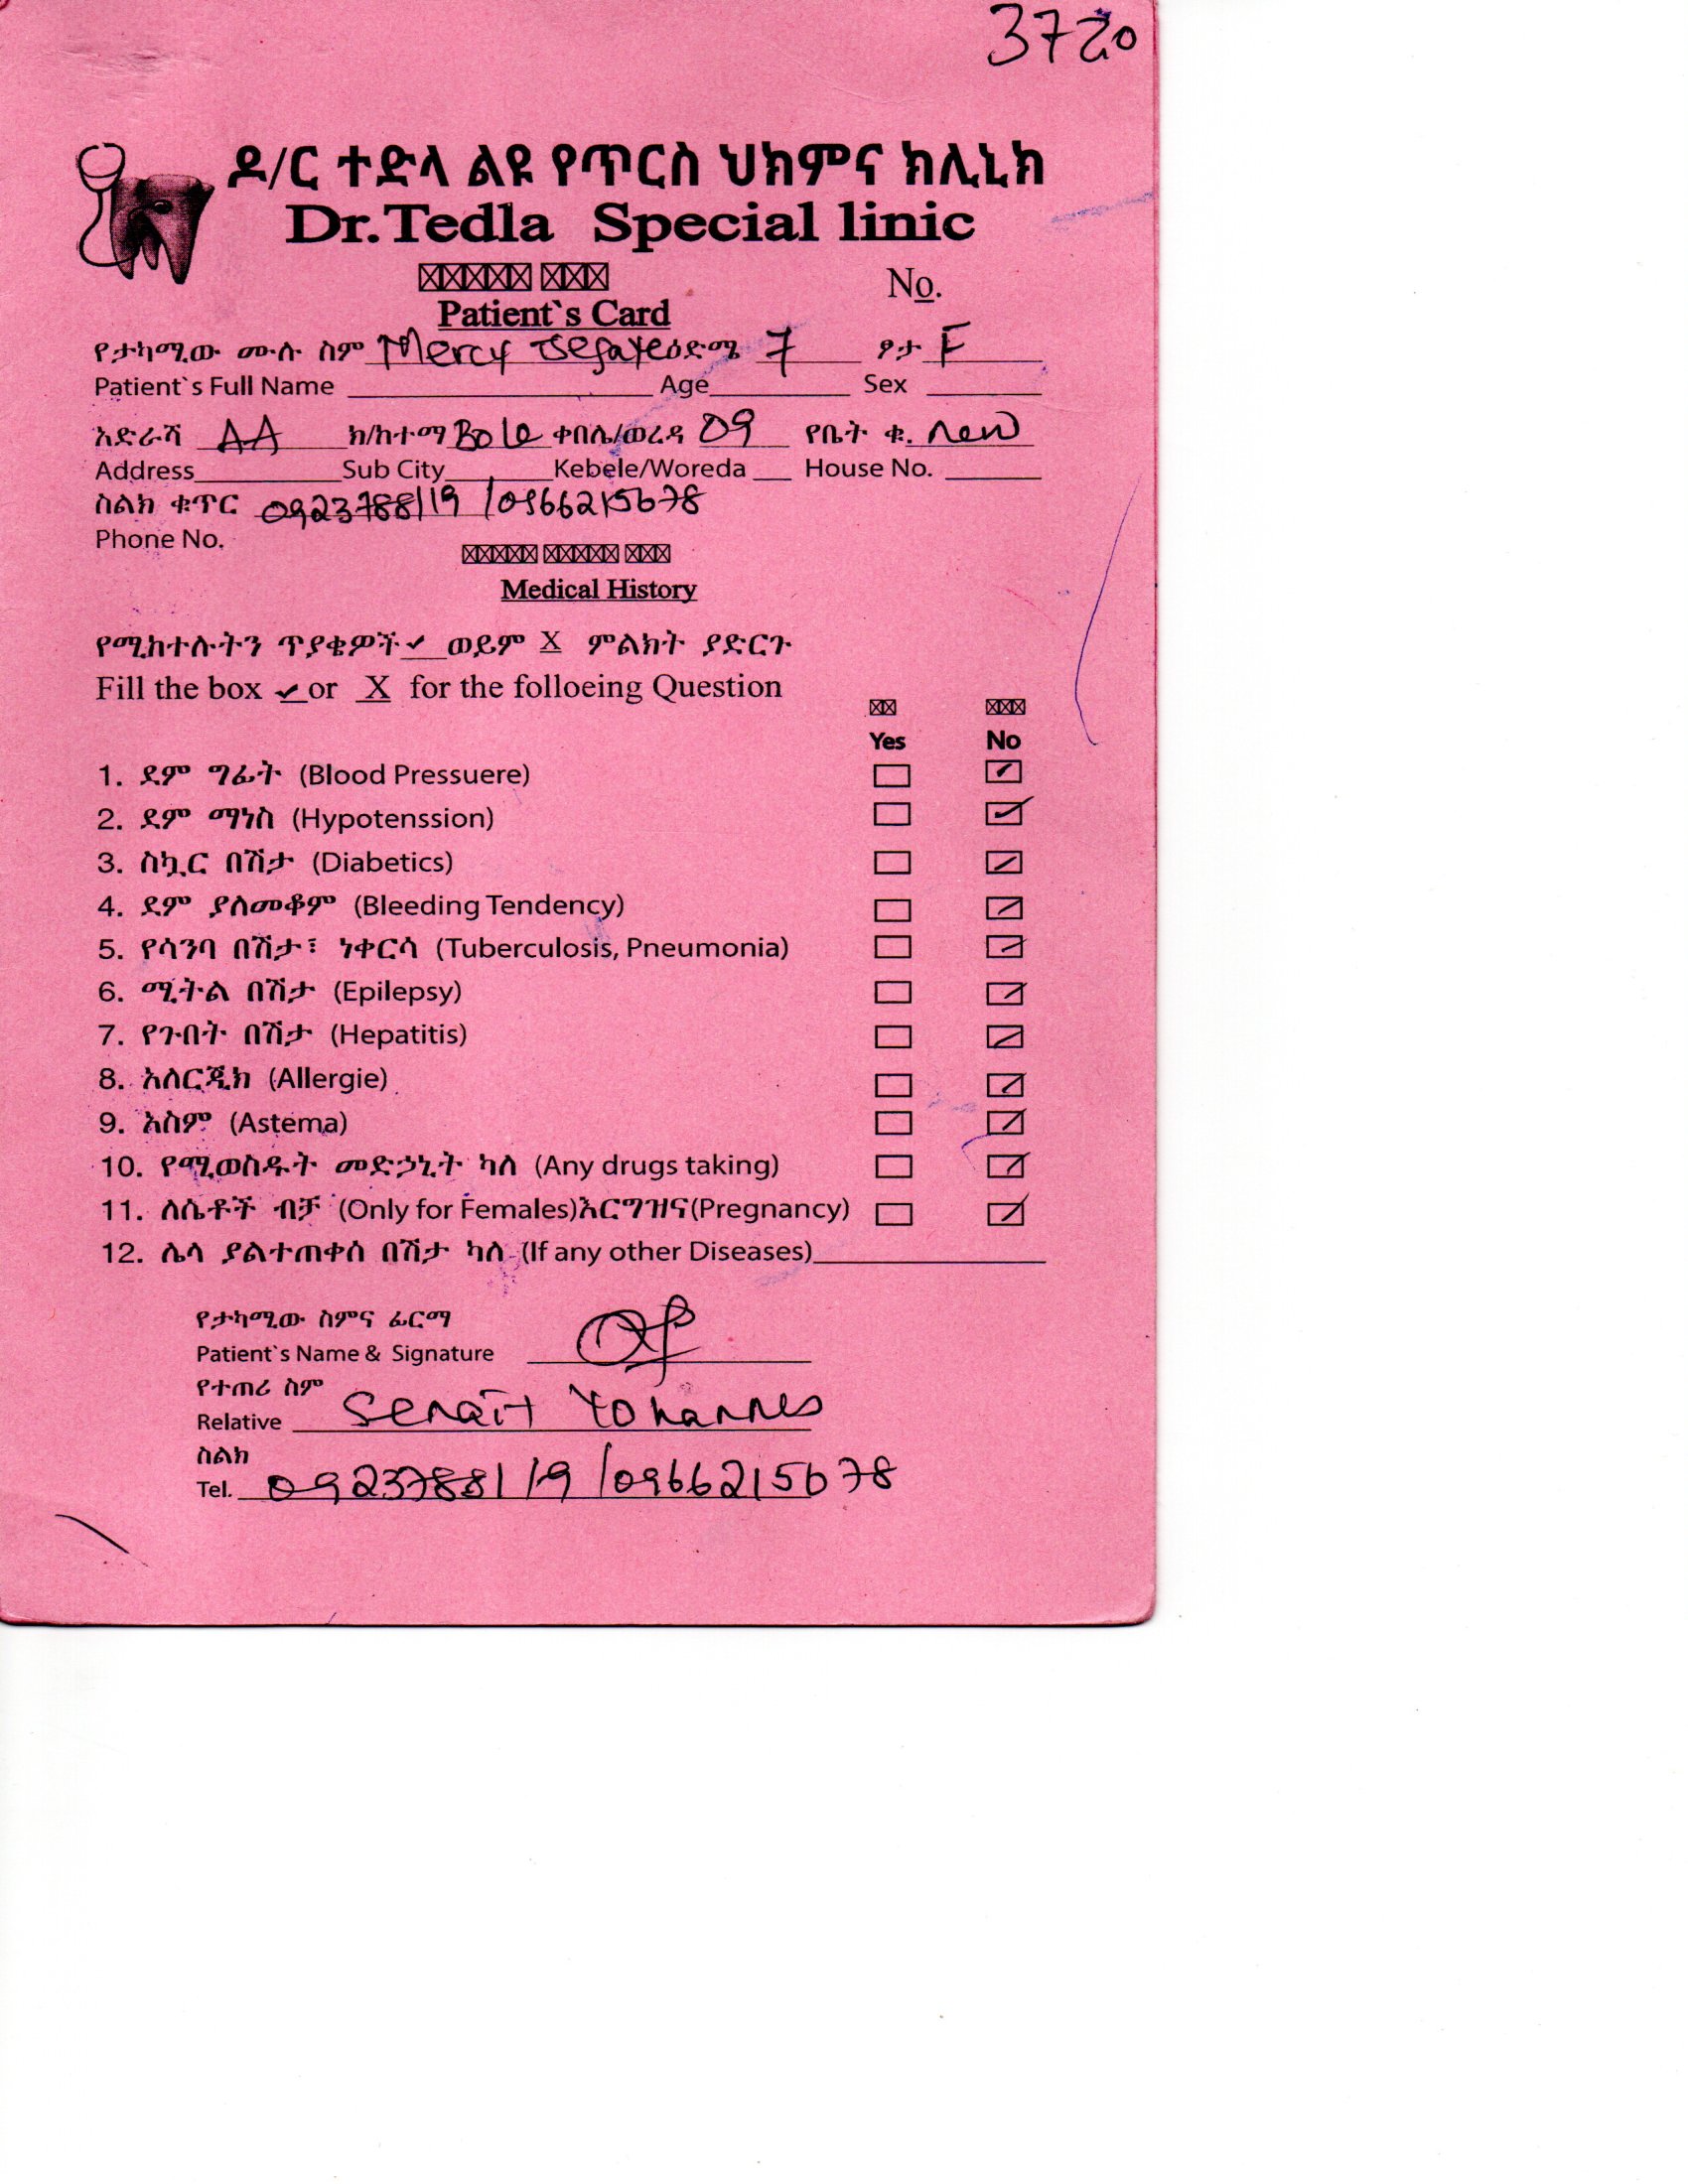 3720
ዶ/ር ተድላ ልዩ የጥርስ ህክምና ክሊኒክ
Dr.Tedla Special linic
No.
Patient`s Card
የታካሚው ሙሉ ስም Mercy Tsegaye ዕድሜ 7 ፆታ F
Patient`s Full Name Age Sex
አድራሻ AA ክ/ከተማ Bole ቀበሌ/ወረዳ 09 የቤት ቁ. New
Address Sub City Kebele/Woreda House No.
ስልክ ቁጥር 0923788119 /0966215678
Phone No.
Medical History
የሚከተሉትን ጥያቄዎች ✓ ወይም X ምልክት ያድርጉ
Fill the box ✓ or X for the folloeing Question
Yes No
1. ደም ግፊት (Blood Pressuere)
2. ደም ማነስ (Hypotenssion)
3. ስኳር በሽታ (Diabetics)
4. ደም ያለመቆም (Bleeding Tendency)
5. የሳንባ በሽታ፣ ነቀርሳ (Tuberculosis, Pneumonia)
6. ሚትል በሽታ (Epilepsy)
7. የጉበት በሽታ (Hepatitis)
8. አለርጂክ (Allergie)
9. አስም (Astema)
10. የሚወስዱት መድኃኒት ካለ (Any drugs taking)
11. ለሴቶች ብቻ (Only for Females)እርግዝና(Pregnancy)
12. ሌላ ያልተጠቀሰ በሽታ ካለ (If any other Diseases)
የታካሚው ስምና ፊርማ
Patient`s Name & Signature
የተጠሪ ስም
Relative Senait Yohannes
ስልክ
Tel. 0923788119 /0966215678